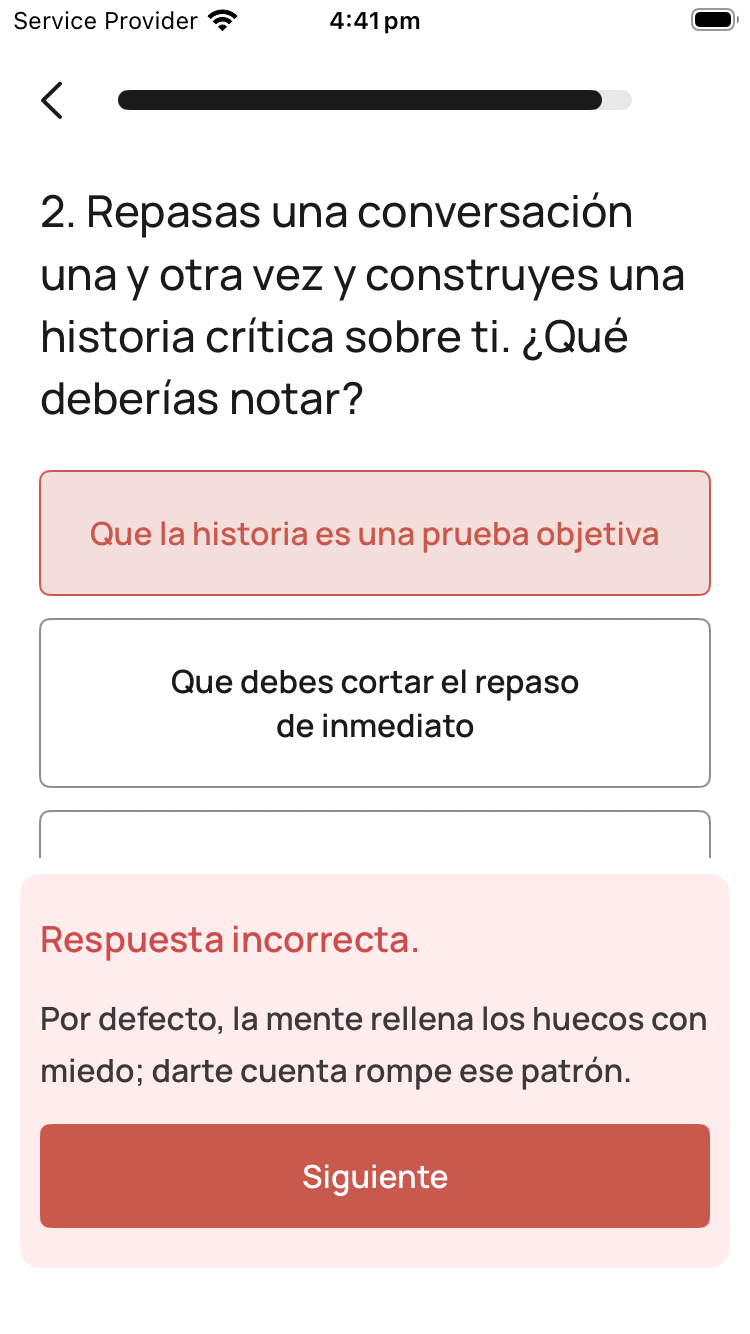 Service Provider
4:41 pm
2. Repasas una conversación
una y otra vez y construyes una
historia crítica sobre ti. ¿Qué
deberías notar?
Que la historia es una prueba objetiva
Que debes cortar el repaso
de inmediato
Respuesta incorrecta.
Por defecto, la mente rellena los huecos con
miedo; darte cuenta rompe ese patrón.
Siguiente